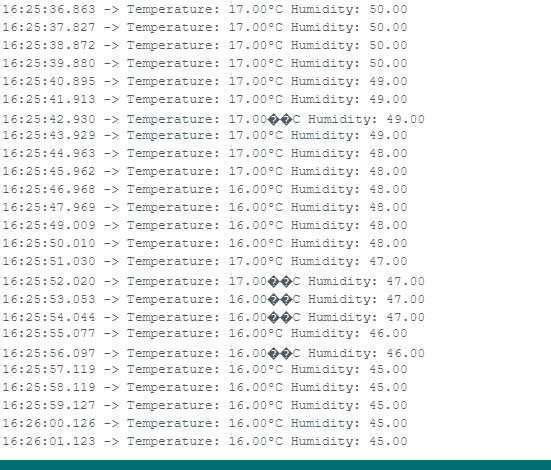 16:25:36.863 -> Temperature: 17.00°C Humidity: 50.00
16:25:37.827 -> Temperature: 17.00°C Humidity: 50.00
16:25:38.872 -> Temperature: 17.00°C Humidity: 50.00
16:25:39.880 -> Temperature: 17.00°C Humidity: 50.00
16:25:40.895 -> Temperature: 17.00°C Humidity: 49.00
16:25:41.913 -> Temperature: 17.00°C Humidity: 49.00
16:25:42.930 -> Temperature: 17.00��C Humidity: 49.00
16:25:43.929 -> Temperature: 17.00°C Humidity: 49.00
16:25:44.963 -> Temperature: 17.00°C Humidity: 48.00
16:25:45.962 -> Temperature: 17.00°C Humidity: 48.00
16:25:46.968 -> Temperature: 16.00°C Humidity: 48.00
16:25:47.969 -> Temperature: 16.00°C Humidity: 48.00
16:25:49.009 -> Temperature: 16.00°C Humidity: 48.00
16:25:50.010 -> Temperature: 16.00°C Humidity: 48.00
16:25:51.030 -> Temperature: 17.00°C Humidity: 47.00
16:25:52.020 -> Temperature: 17.00��C Humidity: 47.00
16:25:53.053 -> Temperature: 16.00��C Humidity: 47.00
16:25:54.044 -> Temperature: 16.00��C Humidity: 47.00
16:25:55.077 -> Temperature: 16.00°C Humidity: 46.00
16:25:56.097 -> Temperature: 16.00��C Humidity: 46.00
16:25:57.119 -> Temperature: 16.00°C Humidity: 45.00
16:25:58.119 -> Temperature: 16.00°C Humidity: 45.00
16:25:59.127 -> Temperature: 16.00°C Humidity: 45.00
16:26:00.126 -> Temperature: 16.00°C Humidity: 45.00
16:26:01.123 -> Temperature: 16.00°C Humidity: 45.00